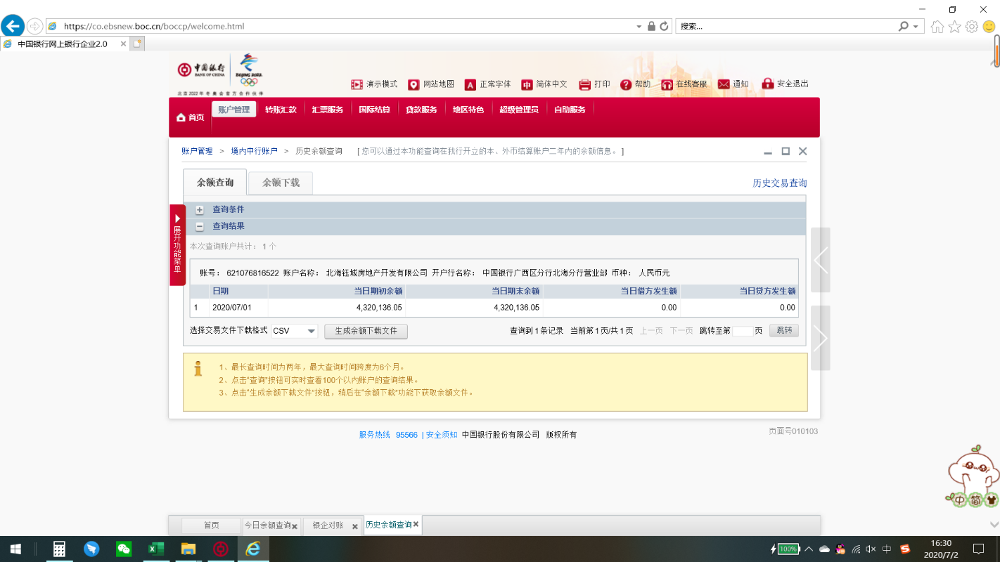 https://co.ebsnew.boc.cn/boccp/welcome.html
搜索...
中国银行网上银行企业2.0
中国银行
BANK OF CHINA
BEIJING 2022
北京2022年冬奥会官方合作伙伴
演示模式 网站地图 A 正常字体 中 简体中文 打印 ? 帮助 在线客服 通知 安全退出
首页 账户管理 转账汇款 汇票服务 国际结算 贷款服务 地区特色 超级管理员 自助服务
账户管理 > 境内中行账户 > 历史余额查询 [ 您可以通过本功能查询在我行开立的本、外币结算账户二年内的余额信息。 ]
余额查询 余额下载 历史交易查询
展开功能菜单
查询条件
查询结果
本次查询账户共计: 1 个
账号: 621076816522 账户名称: 北海钰城房地产开发有限公司 开户行名称: 中国银行广西区分行北海分行营业部 币种: 人民币元
日期 当日期初余额 当日期末余额 当日借方发生额 当日贷方发生额
1 2020/07/01 4,320,136.05 4,320,136.05 0.00 0.00
选择交易文件下载格式 CSV 生成余额下载文件 查询到 1 条记录 当前第 1 页/共 1 页 上一页 下一页 跳转至第 页 跳转
1、最长查询时间为两年，最大查询时间跨度为6个月。
2、点击"查询"按钮可实时查看100个以内账户的查询结果。
3、点击"生成余额下载文件"按钮，稍后在"余额下载"功能下获取余额文件。
服务热线 95566 | 安全须知 中国银行股份有限公司 版权所有
页面号010103
中 简
首页 今日余额查询 银企对账 历史余额查询
100% 中 16:30
2020/7/2